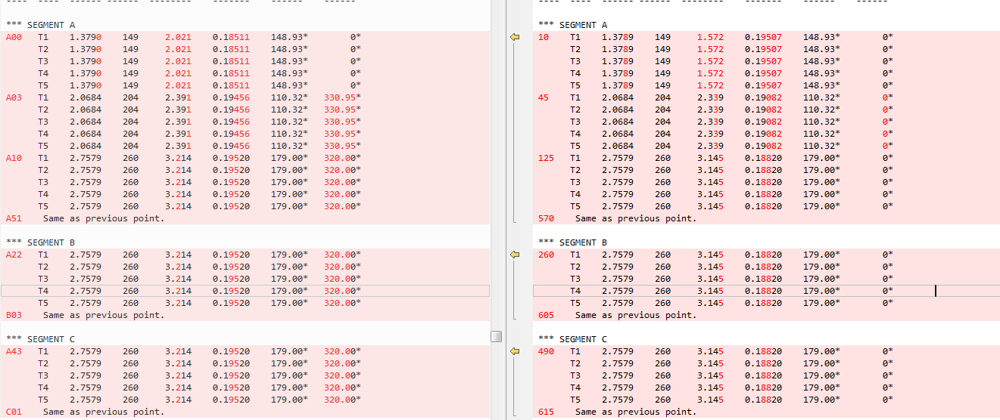 *** SEGMENT A
A00 T1 1.3790 149 2.021 0.18511 148.93* 0*
T2 1.3790 149 2.021 0.18511 148.93* 0*
T3 1.3790 149 2.021 0.18511 148.93* 0*
T4 1.3790 149 2.021 0.18511 148.93* 0*
T5 1.3790 149 2.021 0.18511 148.93* 0*
A03 T1 2.0684 204 2.391 0.19456 110.32* 330.95*
T2 2.0684 204 2.391 0.19456 110.32* 330.95*
T3 2.0684 204 2.391 0.19456 110.32* 330.95*
T4 2.0684 204 2.391 0.19456 110.32* 330.95*
T5 2.0684 204 2.391 0.19456 110.32* 330.95*
A10 T1 2.7579 260 3.214 0.19520 179.00* 320.00*
T2 2.7579 260 3.214 0.19520 179.00* 320.00*
T3 2.7579 260 3.214 0.19520 179.00* 320.00*
T4 2.7579 260 3.214 0.19520 179.00* 320.00*
T5 2.7579 260 3.214 0.19520 179.00* 320.00*
A51 Same as previous point.
*** SEGMENT B
A22 T1 2.7579 260 3.214 0.19520 179.00* 320.00*
T2 2.7579 260 3.214 0.19520 179.00* 320.00*
T3 2.7579 260 3.214 0.19520 179.00* 320.00*
T4 2.7579 260 3.214 0.19520 179.00* 320.00*
T5 2.7579 260 3.214 0.19520 179.00* 320.00*
B03 Same as previous point.
*** SEGMENT C
A43 T1 2.7579 260 3.214 0.19520 179.00* 320.00*
T2 2.7579 260 3.214 0.19520 179.00* 320.00*
T3 2.7579 260 3.214 0.19520 179.00* 320.00*
T4 2.7579 260 3.214 0.19520 179.00* 320.00*
T5 2.7579 260 3.214 0.19520 179.00* 320.00*
C01 Same as previous point.
*** SEGMENT A
10 T1 1.3789 149 1.572 0.19507 148.93* 0*
T2 1.3789 149 1.572 0.19507 148.93* 0*
T3 1.3789 149 1.572 0.19507 148.93* 0*
T4 1.3789 149 1.572 0.19507 148.93* 0*
T5 1.3789 149 1.572 0.19507 148.93* 0*
45 T1 2.0684 204 2.339 0.19082 110.32* 0*
T2 2.0684 204 2.339 0.19082 110.32* 0*
T3 2.0684 204 2.339 0.19082 110.32* 0*
T4 2.0684 204 2.339 0.19082 110.32* 0*
T5 2.0684 204 2.339 0.19082 110.32* 0*
125 T1 2.7579 260 3.145 0.18820 179.00* 0*
T2 2.7579 260 3.145 0.18820 179.00* 0*
T3 2.7579 260 3.145 0.18820 179.00* 0*
T4 2.7579 260 3.145 0.18820 179.00* 0*
T5 2.7579 260 3.145 0.18820 179.00* 0*
570 Same as previous point.
*** SEGMENT B
260 T1 2.7579 260 3.145 0.18820 179.00* 0*
T2 2.7579 260 3.145 0.18820 179.00* 0*
T3 2.7579 260 3.145 0.18820 179.00* 0*
T4 2.7579 260 3.145 0.18820 179.00* 0*
T5 2.7579 260 3.145 0.18820 179.00* 0*
605 Same as previous point.
*** SEGMENT C
490 T1 2.7579 260 3.145 0.18820 179.00* 0*
T2 2.7579 260 3.145 0.18820 179.00* 0*
T3 2.7579 260 3.145 0.18820 179.00* 0*
T4 2.7579 260 3.145 0.18820 179.00* 0*
T5 2.7579 260 3.145 0.18820 179.00* 0*
615 Same as previous point.